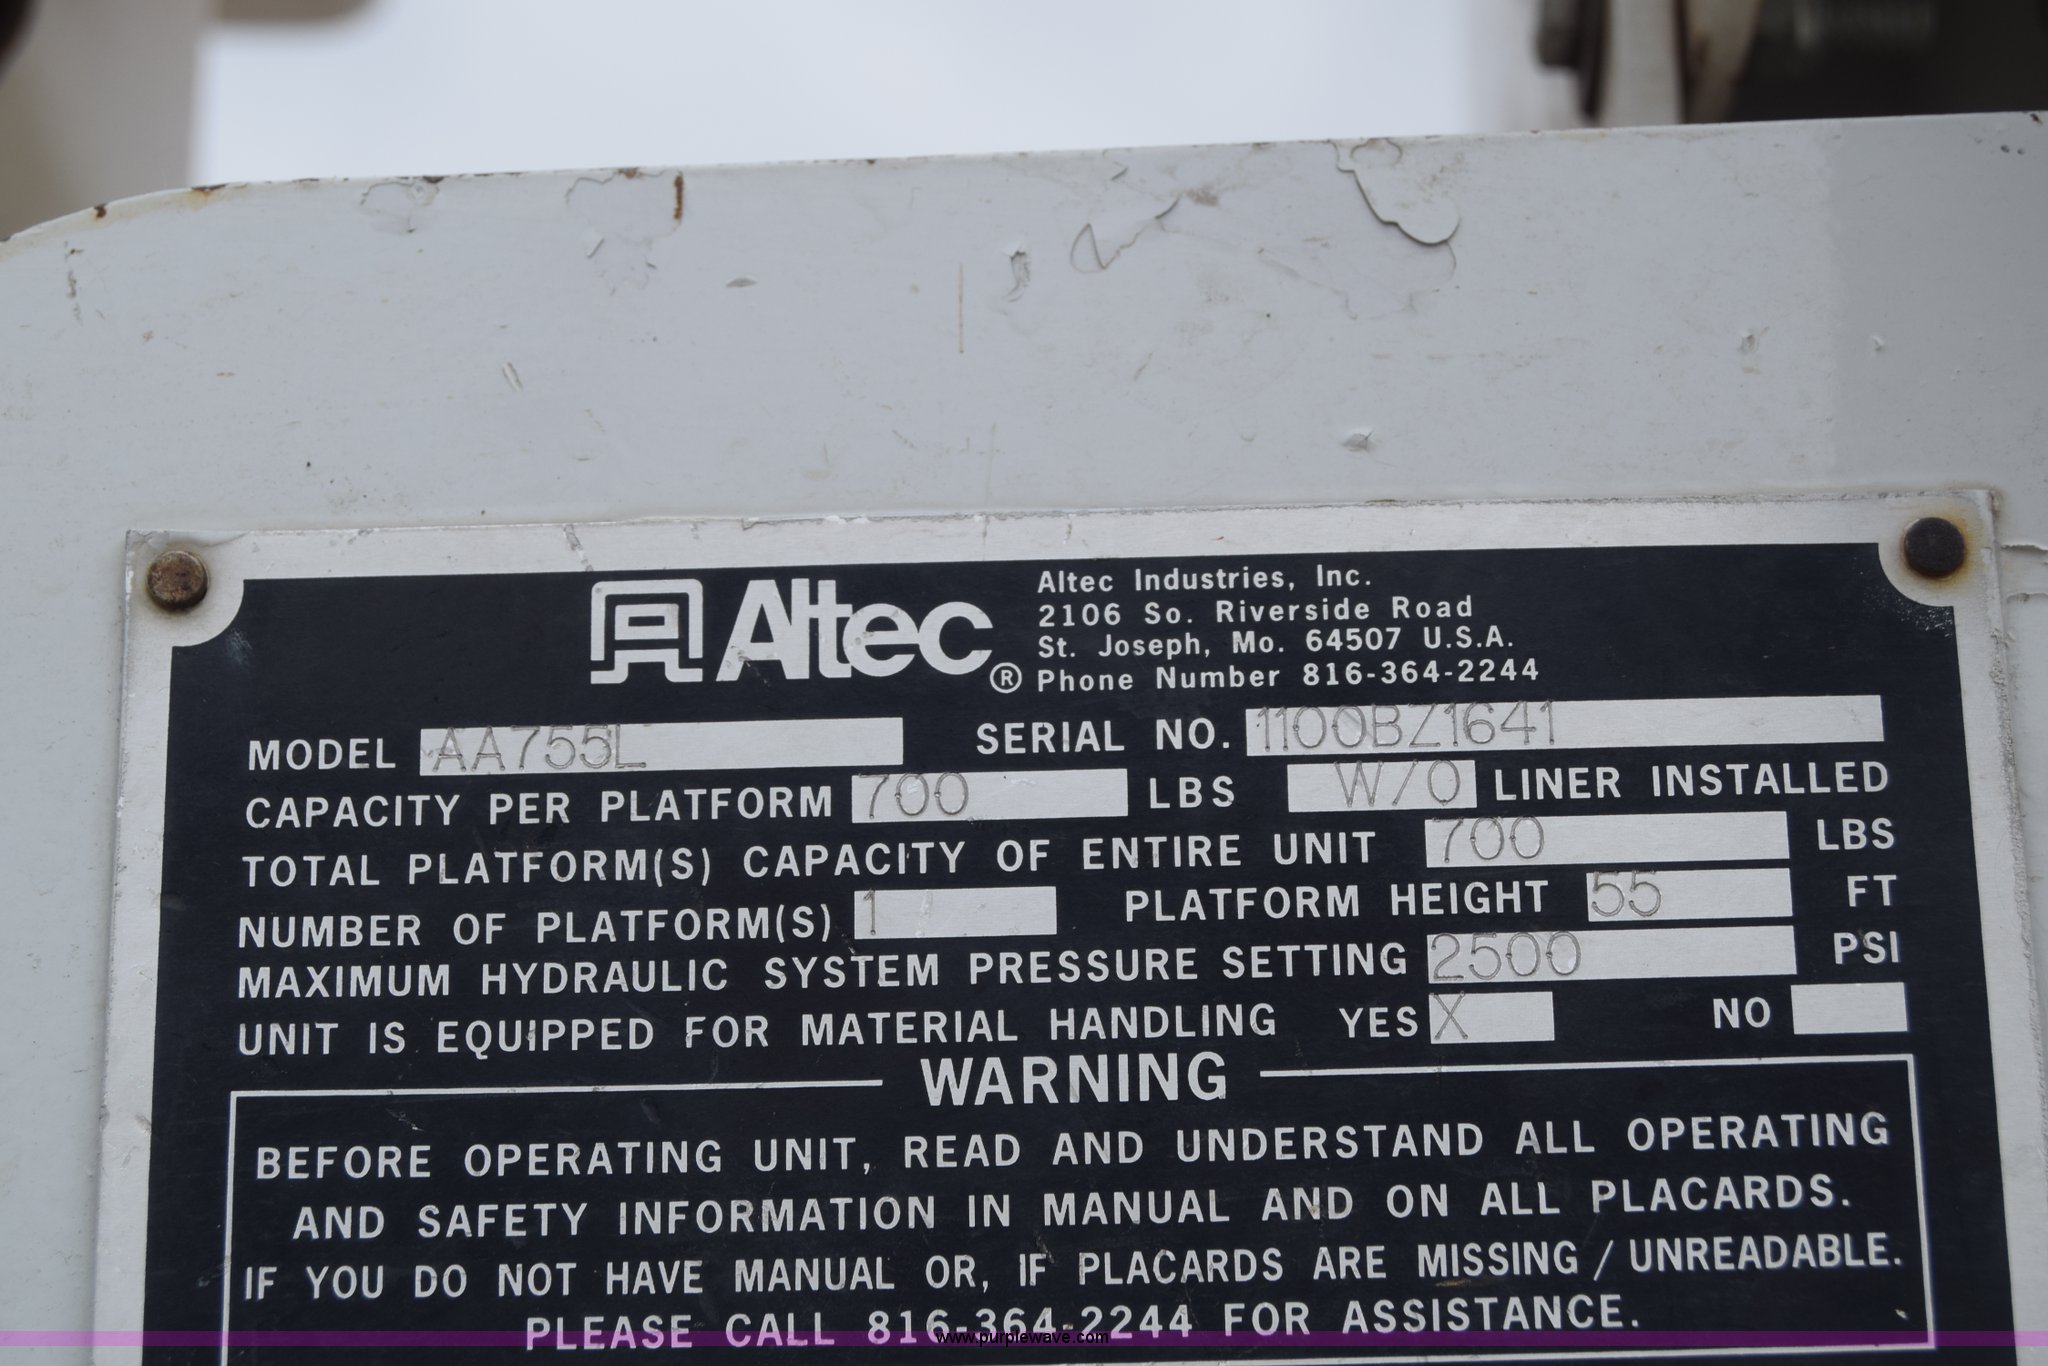 Altec®
Altec Industries, Inc.
2106 So. Riverside Road
St. Joseph, Mo. 64507 U.S.A.
Phone Number 816-364-2244
MODEL AA755L SERIAL NO. 1100BZ1641
CAPACITY PER PLATFORM 700 LBS W/O LINER INSTALLED
TOTAL PLATFORM(S) CAPACITY OF ENTIRE UNIT 700 LBS
NUMBER OF PLATFORM(S) 1 PLATFORM HEIGHT 55 FT
MAXIMUM HYDRAULIC SYSTEM PRESSURE SETTING 2500 PSI
UNIT IS EQUIPPED FOR MATERIAL HANDLING YES X NO
WARNING
BEFORE OPERATING UNIT, READ AND UNDERSTAND ALL OPERATING
AND SAFETY INFORMATION IN MANUAL AND ON ALL PLACARDS.
IF YOU DO NOT HAVE MANUAL OR, IF PLACARDS ARE MISSING / UNREADABLE.
PLEASE CALL 816-364-2244 FOR ASSISTANCE.
www.purplewave.com